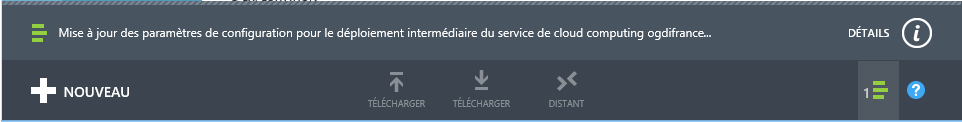 Mise à jour des paramètres de configuration pour le déploiement intermédiaire du service de cloud computing ogdifrance...
DÉTAILS
NOUVEAU
TÉLÉCHARGER
TÉLÉCHARGER
DISTANT
1
?